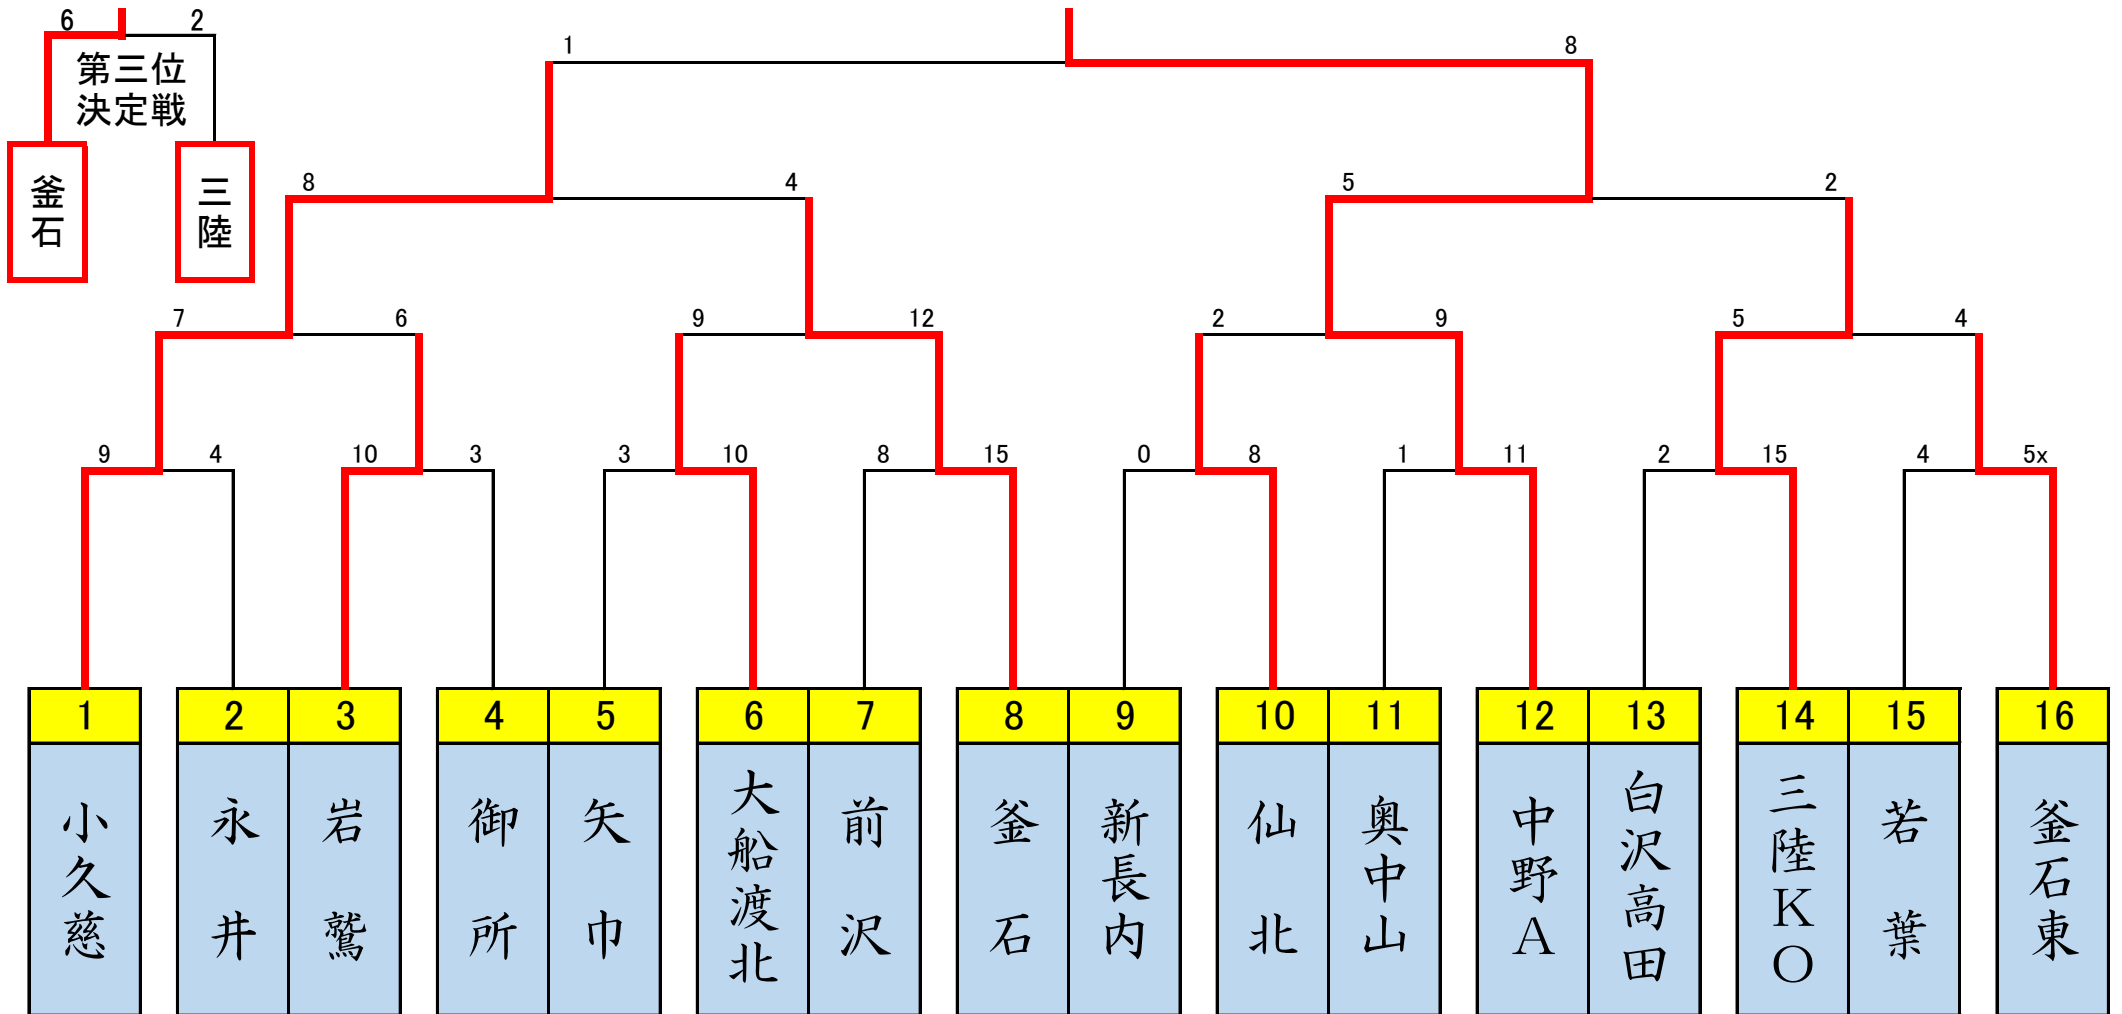 6 2
1 8
第三位
決定戦
釜石
三陸
8 4 5 2
7 6 9 12 2 9 5 4
9 4 10 3 3 10 8 15 0 8 1 11 2 15 4 5x
1 2 3 4 5 6 7 8 9 10 11 12 13 14 15 16
小久慈
永井
岩鷲
御所
矢巾
大船渡北
前沢
釜石
新長内
仙北
奥中山
中野A
白沢高田
三陸KO
若葉
釜石東